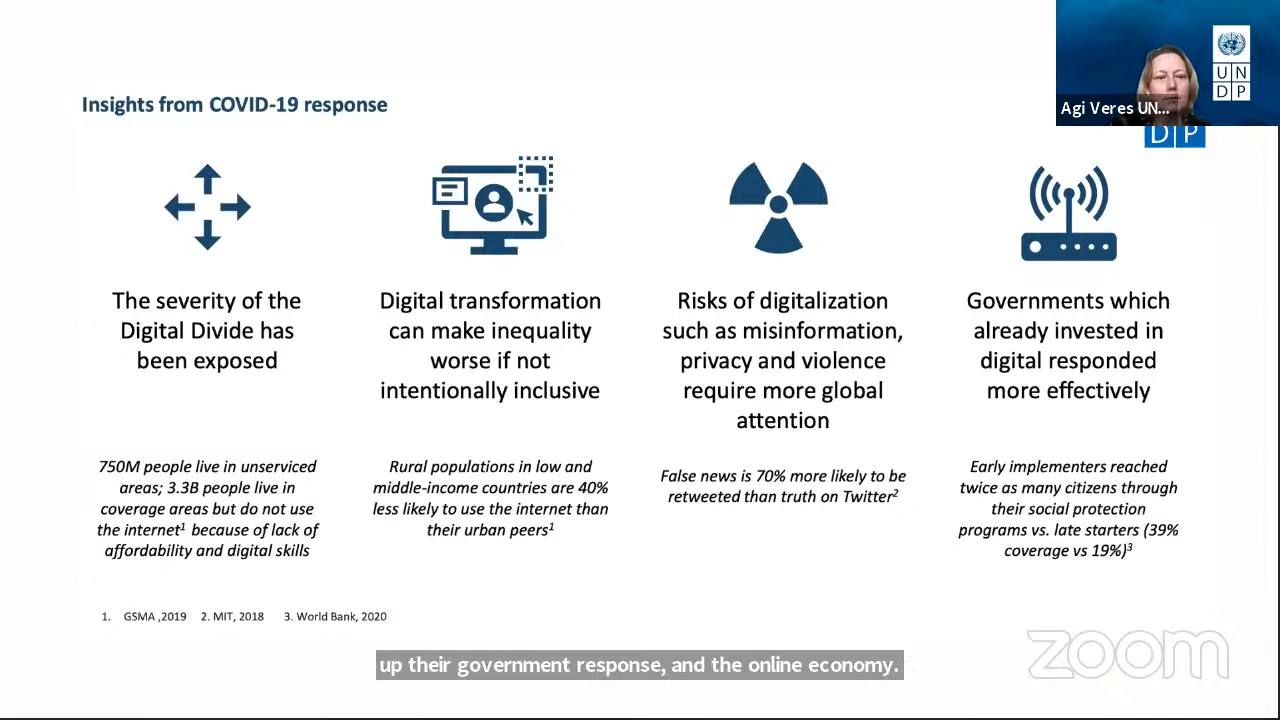 U N
D P
Agi Veres UN...
D P
Insights from COVID-19 response
The severity of the
Digital Divide has
been exposed
750M people live in unserviced
areas; 3.3B people live in
coverage areas but do not use
the internet¹ because of lack of
affordability and digital skills
Digital transformation
can make inequality
worse if not
intentionally inclusive
Rural populations in low and
middle-income countries are 40%
less likely to use the internet than
their urban peers¹
Risks of digitalization
such as misinformation,
privacy and violence
require more global
attention
False news is 70% more likely to be
retweeted than truth on Twitter²
Governments which
already invested in
digital responded
more effectively
Early implementers reached
twice as many citizens through
their social protection
programs vs. late starters (39%
coverage vs 19%)³
1. GSMA ,2019 2. MIT, 2018 3. World Bank, 2020
up their government response, and the online economy.
zoom